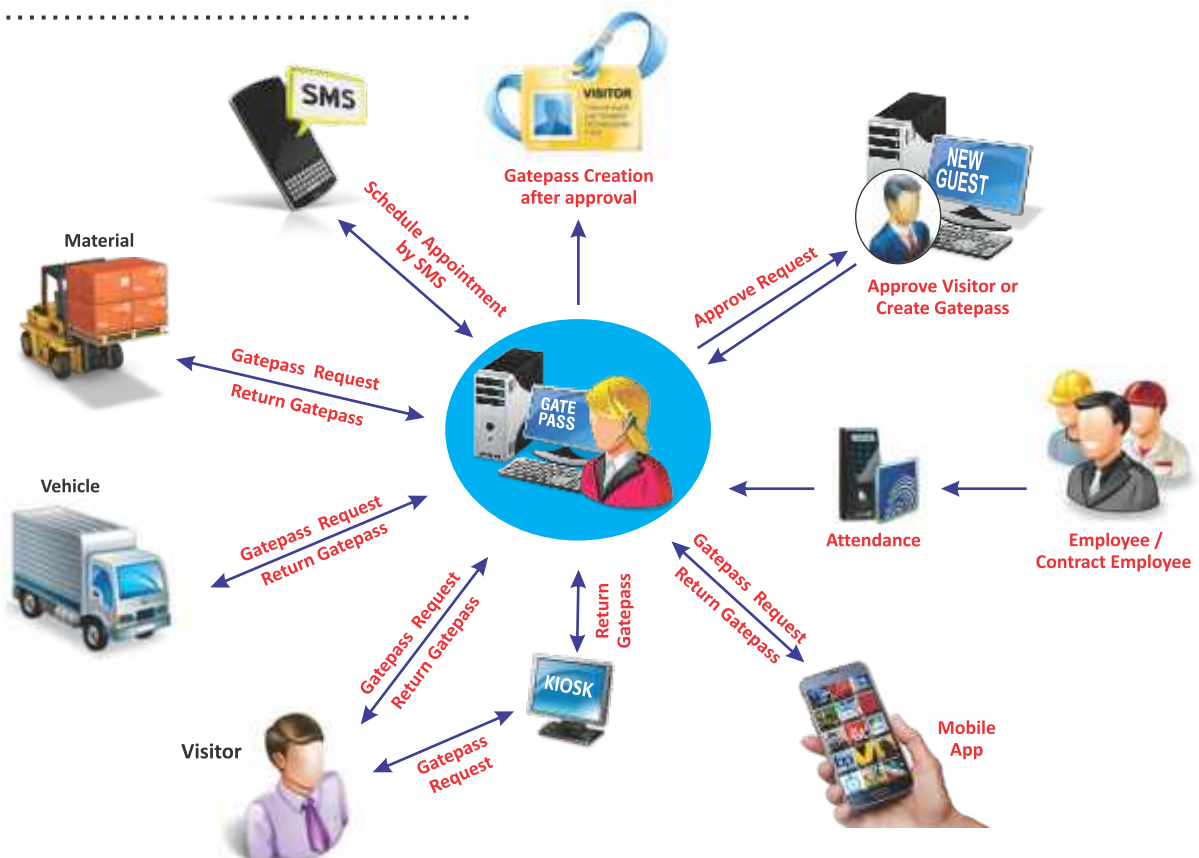 SMS
VISITOR
Gatepass Creation
after approval
NEW
GUEST
Schedule Appointment
by SMS
Approve Request
Approve Visitor or
Create Gatepass
Material
Gatepass Request
Return Gatepass
GATE
PASS
Vehicle
Gatepass Request
Return Gatepass
Attendance
Employee /
Contract Employee
Gatepass Request
Return Gatepass
Return
Gatepass
Gatepass Request
Return Gatepass
KIOSK
Visitor
Gatepass
Request
Mobile
App